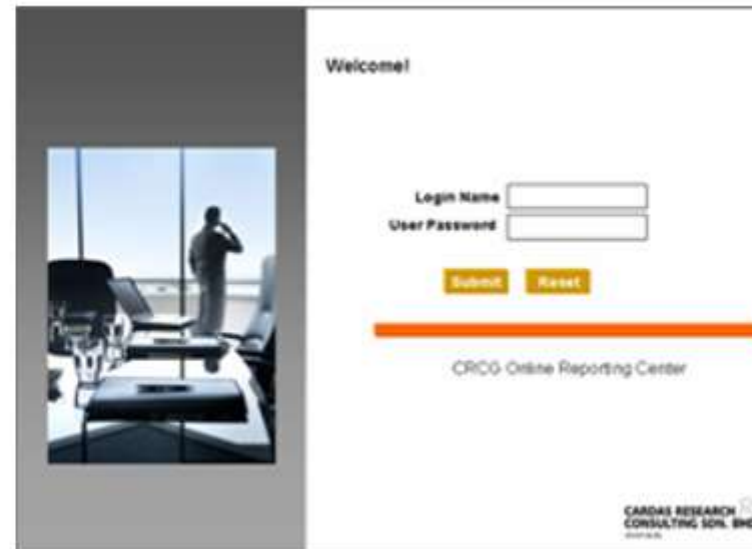 Welcome!
Login Name
User Password
Submit Reset
CRCG Online Reporting Center
CARDAS RESEARCH
CONSULTING SDN. BHD